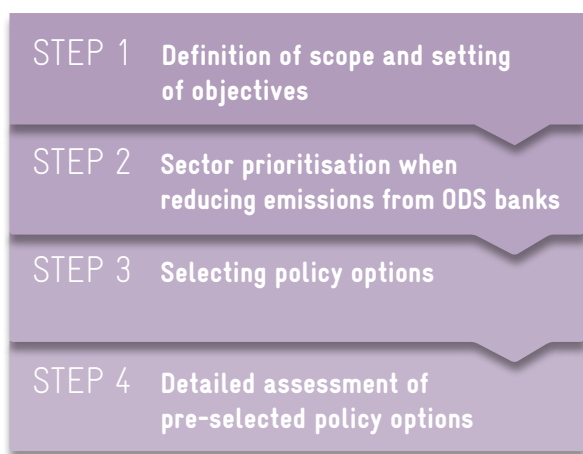 STEP 1 Definition of scope and setting
of objectives
STEP 2 Sector prioritisation when
reducing emissions from ODS banks
STEP 3 Selecting policy options
STEP 4 Detailed assessment of
pre-selected policy options